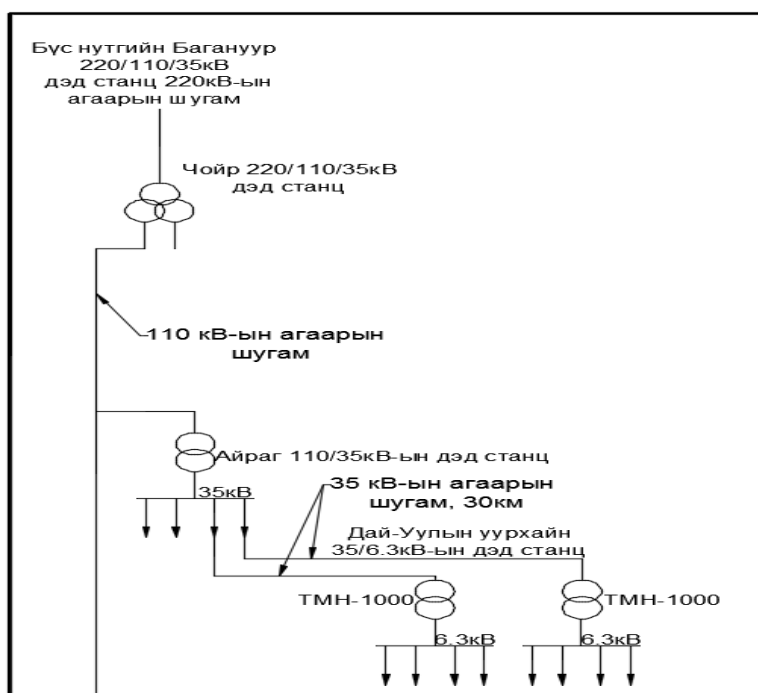 Бүс нутгийн Багануур
220/110/35кВ
дэд станц 220кВ-ын
агаарын шугам
Чойр 220/110/35кВ
дэд станц
110 кВ-ын агаарын
шугам
Айраг 110/35кВ-ын дэд станц
35кВ
35 кВ-ын агаарын
шугам, 30км
Дай-Уулын уурхайн
35/6.3кВ-ын дэд станц
ТМН-1000
ТМН-1000
6.3кВ
6.3кВ